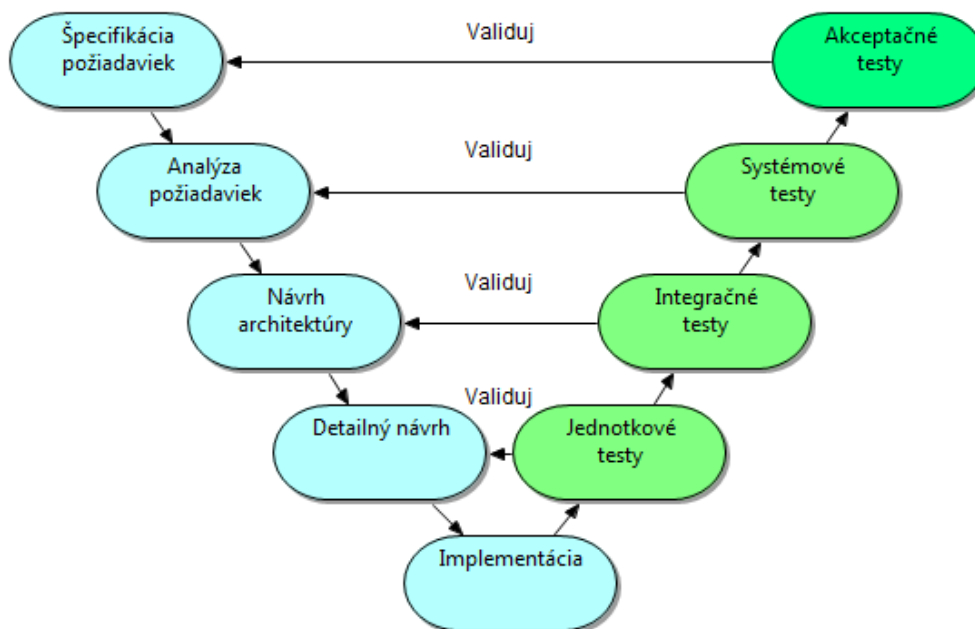 Špecifikácia
požiadaviek
Validuj
Akceptačné
testy
Analýza
požiadaviek
Validuj
Systémové
testy
Návrh
architektúry
Validuj
Integračné
testy
Detailný návrh
Validuj
Jednotkové
testy
Implementácia